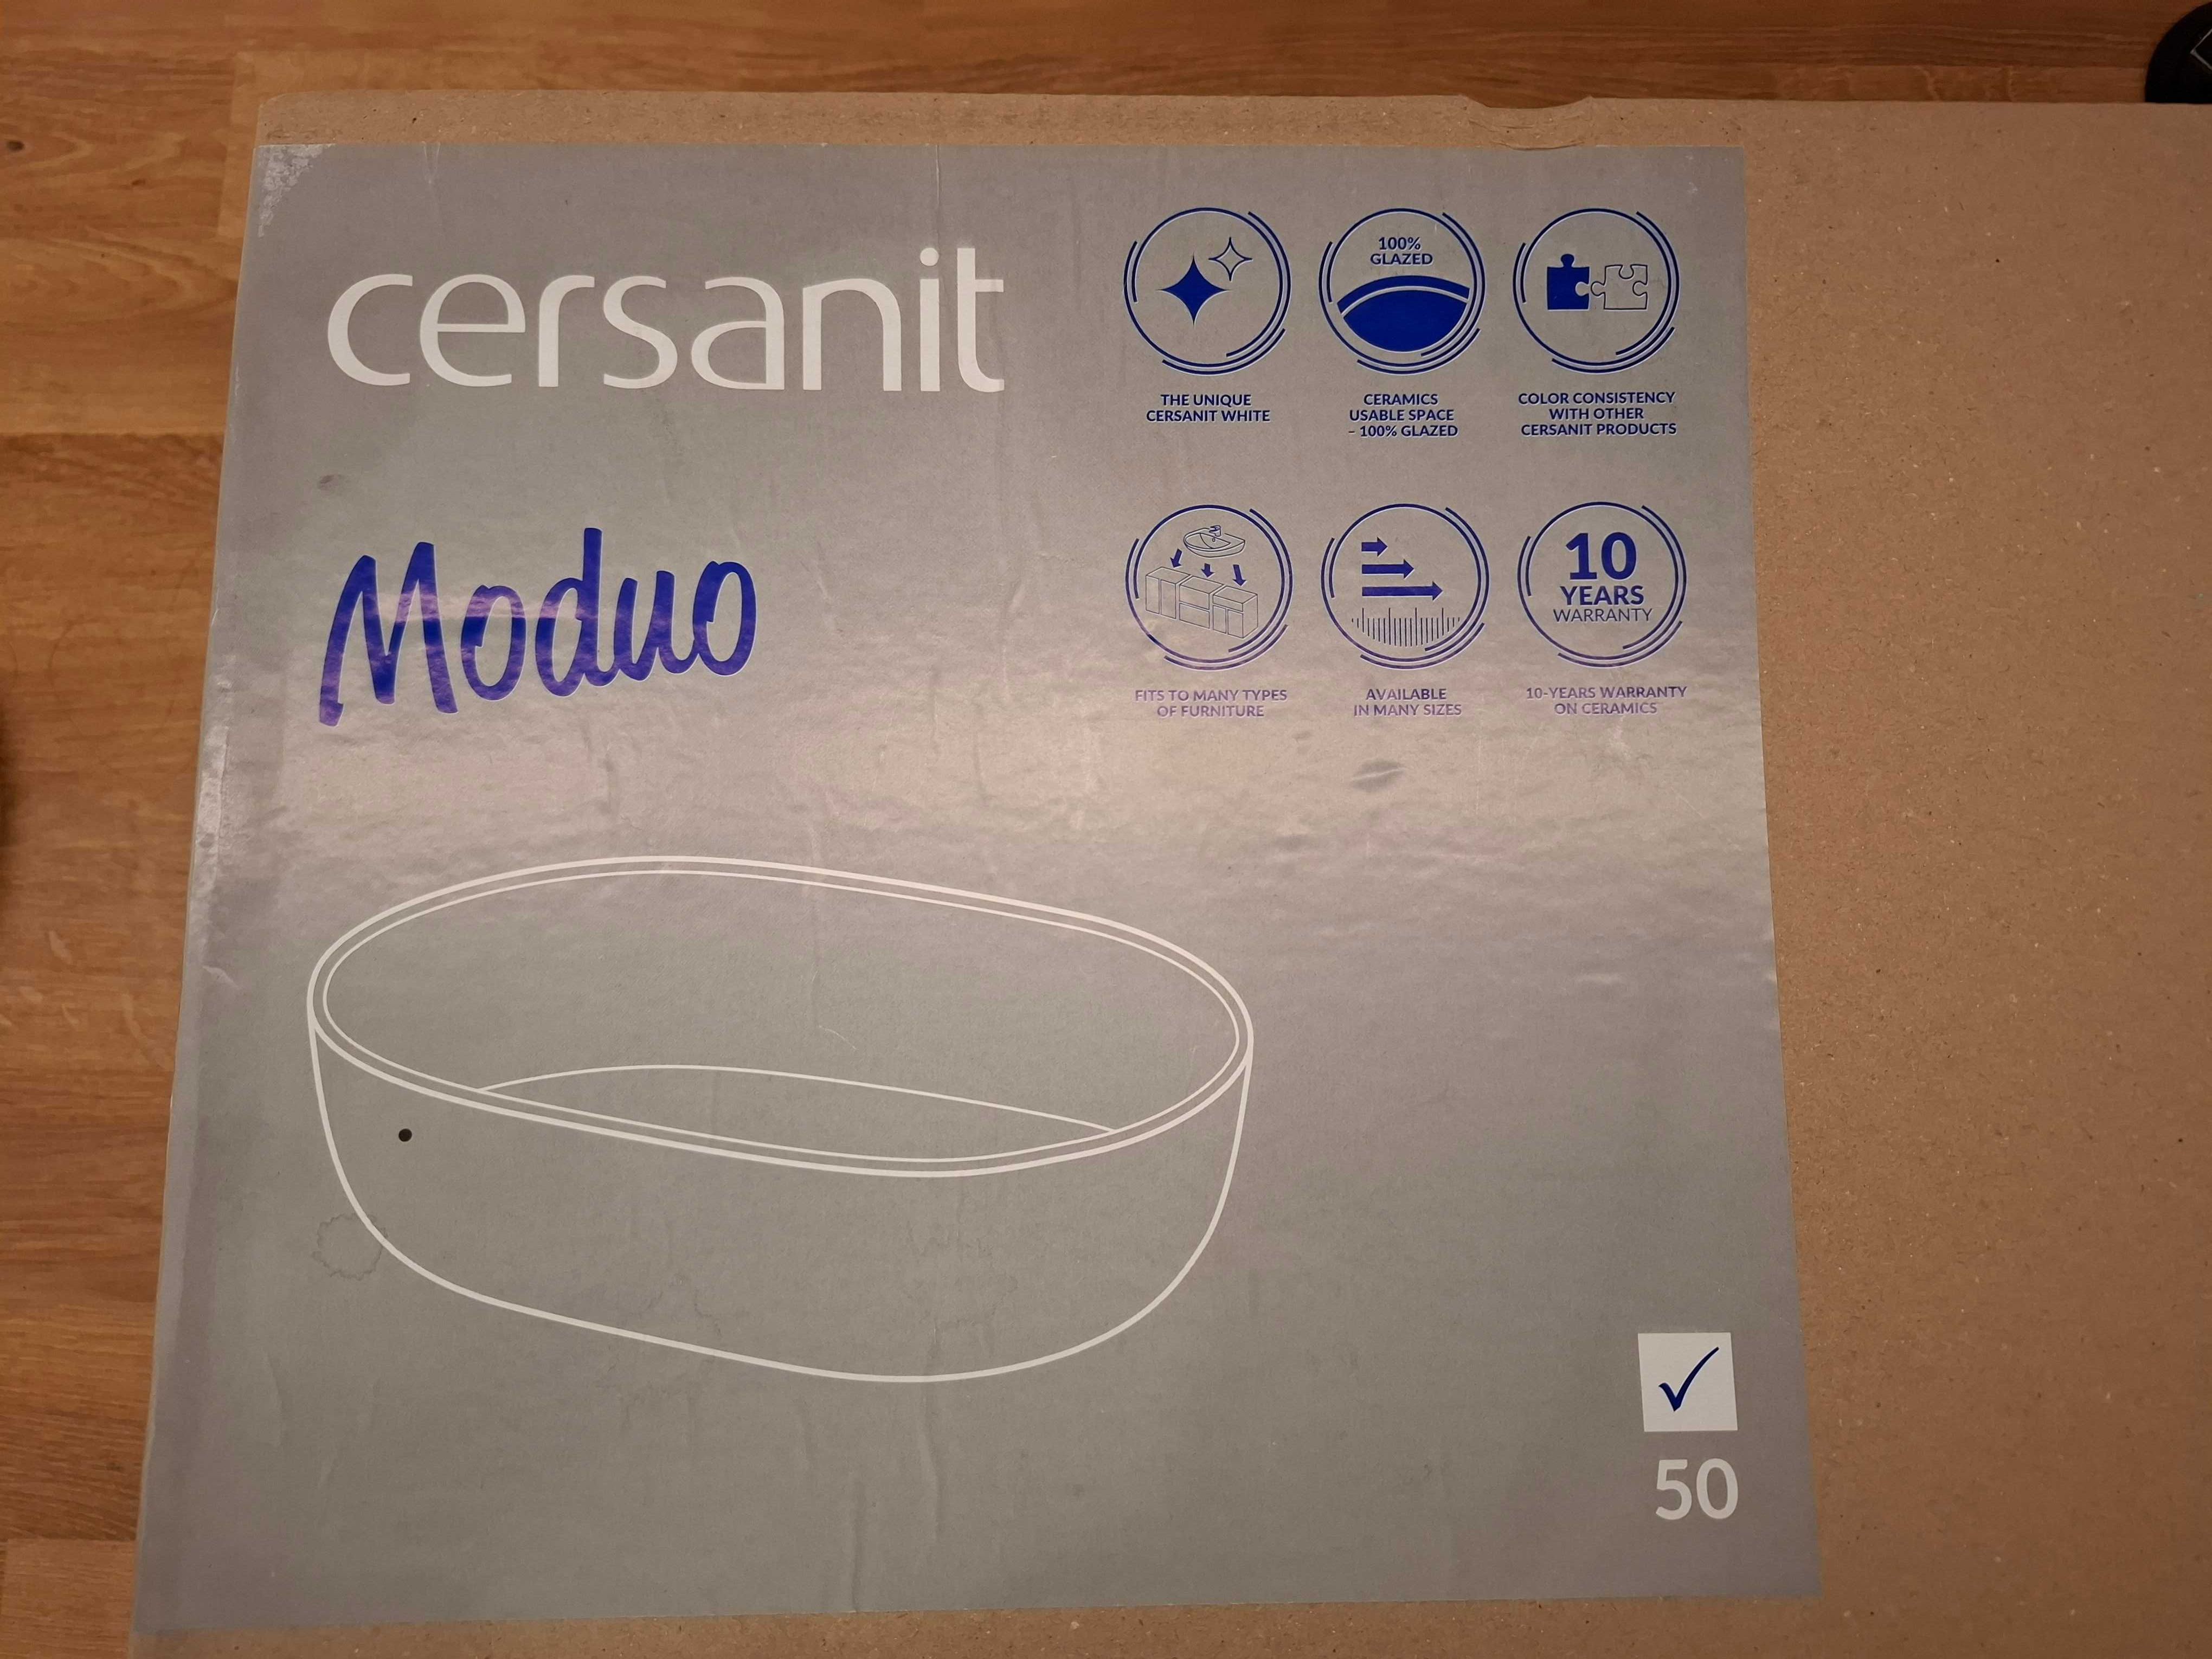 cersanit
Moduo
100%
GLAZED
THE UNIQUE
CERSANIT WHITE
CERAMICS
USABLE SPACE
– 100% GLAZED
COLOR CONSISTENCY
WITH OTHER
CERSANIT PRODUCTS
10
YEARS
WARRANTY
FITS TO MANY TYPES
OF FURNITURE
AVAILABLE
IN MANY SIZES
10-YEARS WARRANTY
ON CERAMICS
50